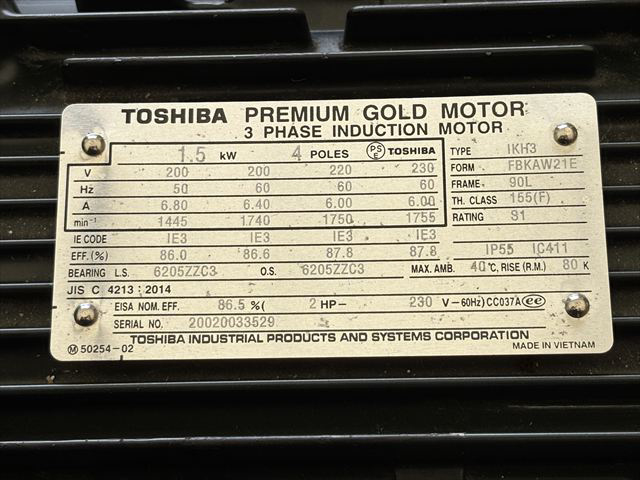 TOSHIBA PREMIUM GOLD MOTOR
3 PHASE INDUCTION MOTOR
1.5 kW 4 POLES PSE TOSHIBA TYPE IKH3
V 200 200 220 230 FORM FBKAW21E
Hz 50 60 60 60 FRAME 90L
A 6.80 6.40 6.00 6.00 TH. CLASS 155(F)
min⁻¹ 1445 1740 1750 1755 RATING S1
IE CODE IE3 IE3 IE3 IE3
EFF. (%) 86.0 86.6 87.8 87.8 IP55 IC411
BEARING L.S. 6205ZZC3 O.S. 6205ZZC3 MAX. AMB. 40 °C, RISE (R.M.) 80 K
JIS C 4213 : 2014
EISA NOM. EFF. 86.5 %( 2 HP- 230 V-60Hz) CC037A ee
SERIAL NO. 20020033529
TOSHIBA INDUSTRIAL PRODUCTS AND SYSTEMS CORPORATION
M 50254-02 MADE IN VIETNAM